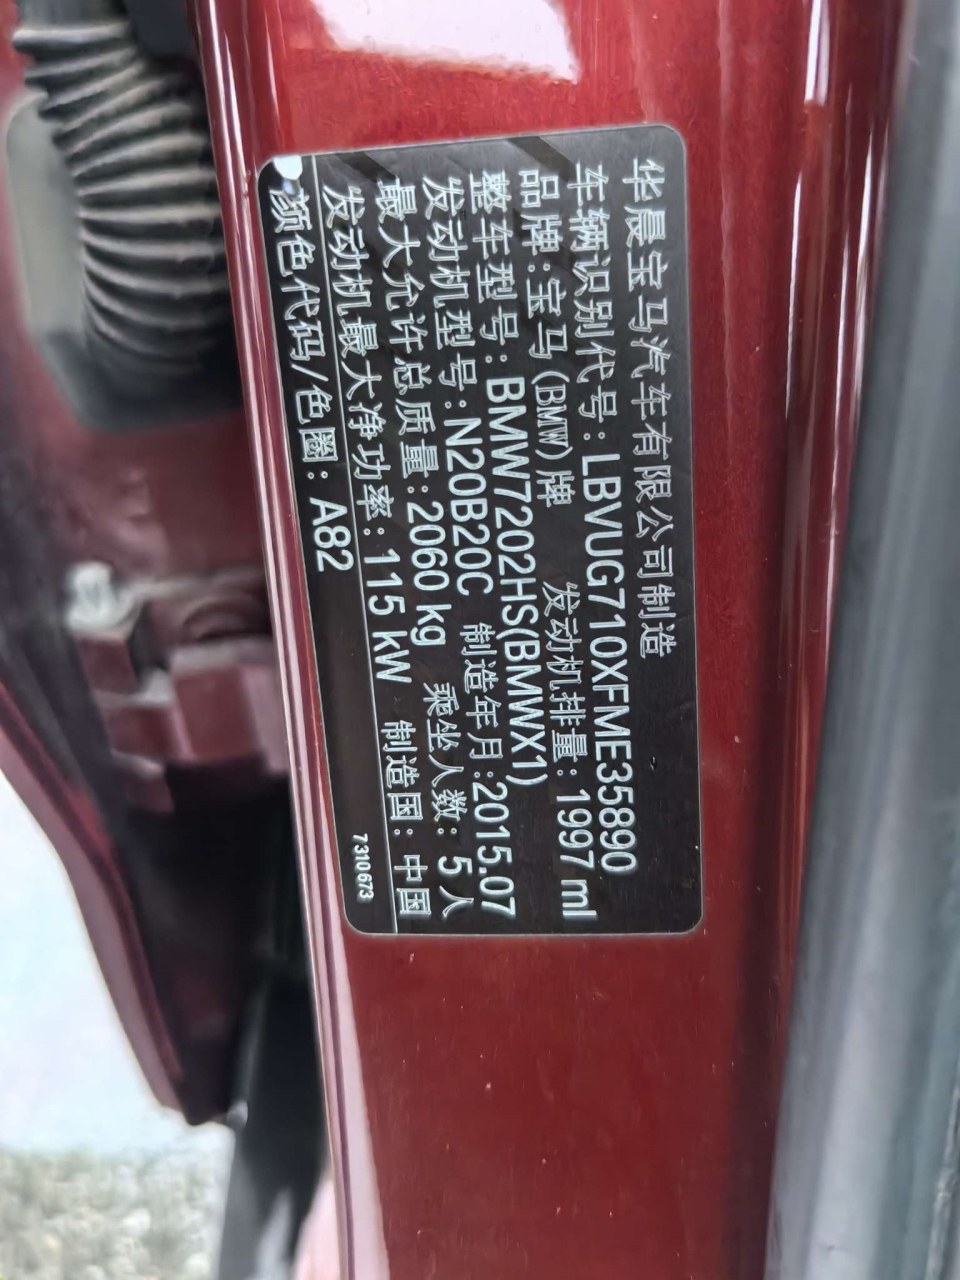 华晨宝马汽车有限公司制造
车辆识别代号:LBVUG710XFME35890
品牌:宝马(BMW)牌 发动机排量:1997 ml
整车型号:BMW7202HS(BMWX1)
发动机型号:N20B20C 制造年月:2015.07
最大允许总质量:2060 kg 乘坐人数:5人
发动机最大净功率:115 kW 制造国:中国
颜色代码/色圈:A82
7310673